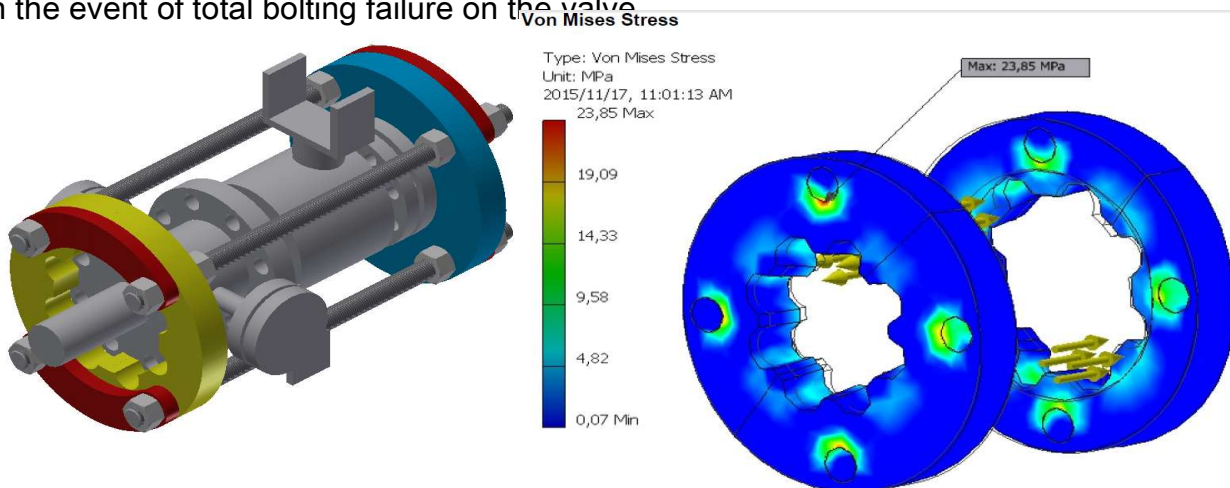 in the event of total bolting failure on the valve
Von Mises Stress
Type: Von Mises Stress
Unit: MPa
2015/11/17, 11:01:13 AM
23,85 Max
19,09
14,33
9,58
4,82
0,07 Min
Max: 23,85 MPa